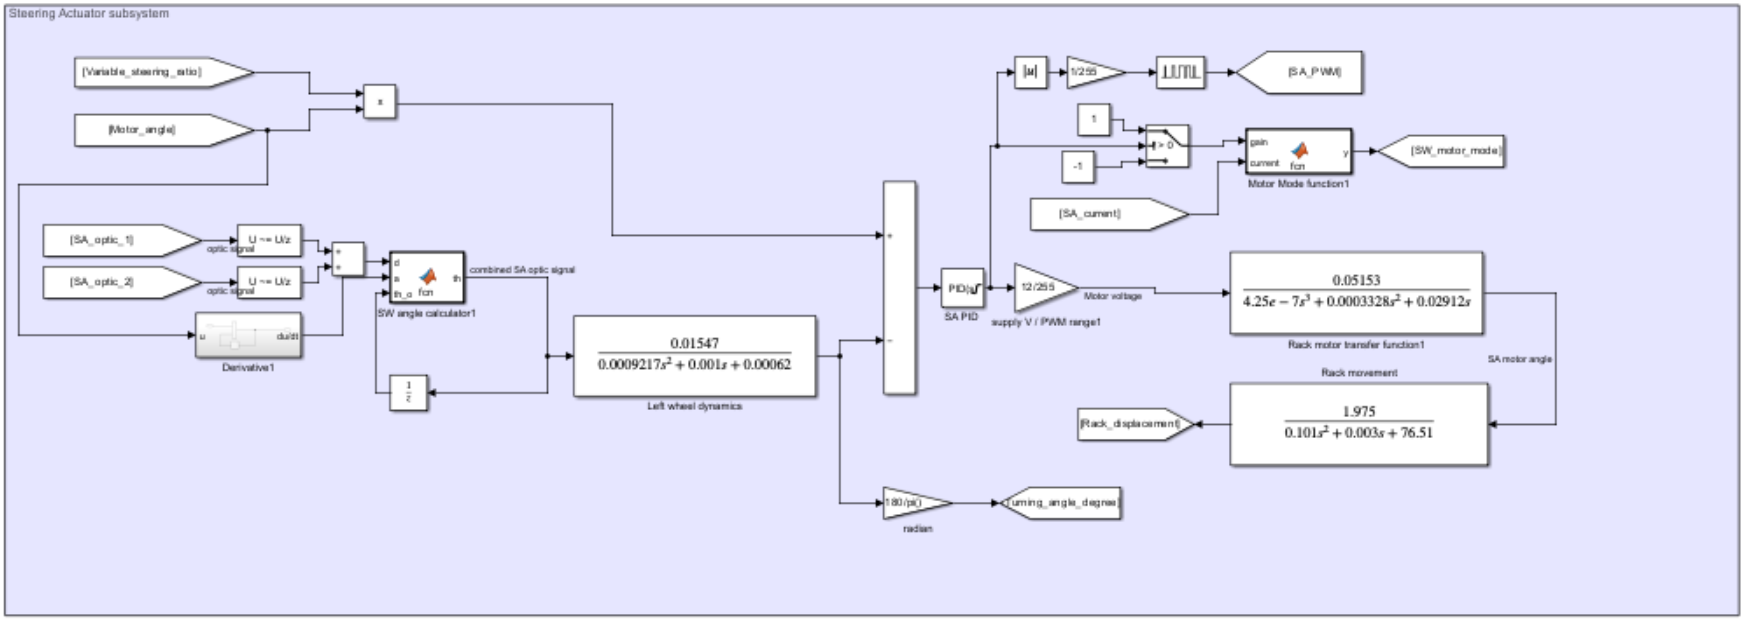 Steering Actuator subsystem
[Variable_steering_ratio]
[Motor_angle]
x
|u|
1/255
[SA_PWM]
1
> 0
-1
gain
current
fcn
y
Motor Mode function1
[SW_motor_mode]
[SA_current]
[SA_optic_1]
optic signal
U ~= U/z
[SA_optic_2]
optic signal
U ~= U/z
+
+
d
a
th_o
fcn
th
SW angle calculator1
combined SA optic signal
u
du/dt
Derivative1
1
z
0.01547
0.0009217s² + 0.001s + 0.00062
Left wheel dynamics
+
−
PID(s)
SA PID
12/255
supply V / PWM range1
Motor voltage
0.05153
4.25e − 7s³ + 0.0003328s² + 0.02912s
Rack motor transfer function1
SA motor angle
Rack movement
1.975
0.101s² + 0.003s + 76.51
[Rack_displacement]
180/pi()
radian
urning_angle_degree]